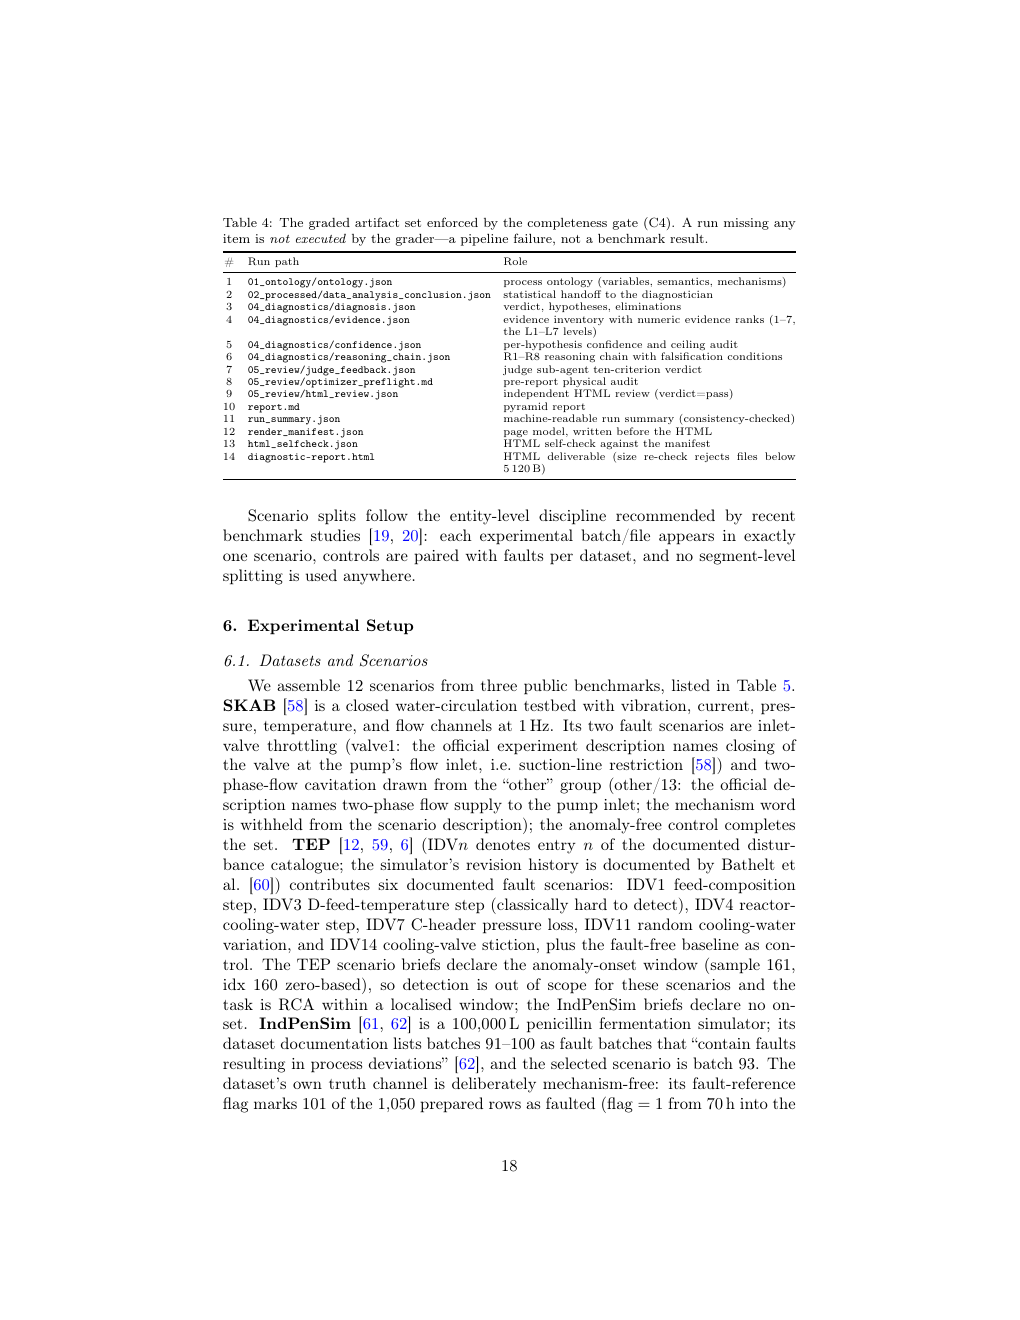 Table 4: The graded artifact set enforced by the completeness gate (C4). A run missing any
item is not executed by the grader—a pipeline failure, not a benchmark result.
# Run path Role
1 01_ontology/ontology.json process ontology (variables, semantics, mechanisms)
2 02_processed/data_analysis_conclusion.json statistical handoff to the diagnostician
3 04_diagnostics/diagnosis.json verdict, hypotheses, eliminations
4 04_diagnostics/evidence.json evidence inventory with numeric evidence ranks (1–7,
the L1–L7 levels)
5 04_diagnostics/confidence.json per-hypothesis confidence and ceiling audit
6 04_diagnostics/reasoning_chain.json R1–R8 reasoning chain with falsification conditions
7 05_review/judge_feedback.json judge sub-agent ten-criterion verdict
8 05_review/optimizer_preflight.md pre-report physical audit
9 05_review/html_review.json independent HTML review (verdict=pass)
10 report.md pyramid report
11 run_summary.json machine-readable run summary (consistency-checked)
12 render_manifest.json page model, written before the HTML
13 html_selfcheck.json HTML self-check against the manifest
14 diagnostic-report.html HTML deliverable (size re-check rejects files below
5 120 B)
Scenario splits follow the entity-level discipline recommended by recent
benchmark studies [19, 20]: each experimental batch/file appears in exactly
one scenario, controls are paired with faults per dataset, and no segment-level
splitting is used anywhere.
6. Experimental Setup
6.1. Datasets and Scenarios
We assemble 12 scenarios from three public benchmarks, listed in Table 5.
SKAB [58] is a closed water-circulation testbed with vibration, current, pres-
sure, temperature, and flow channels at 1 Hz. Its two fault scenarios are inlet-
valve throttling (valve1: the official experiment description names closing of
the valve at the pump's flow inlet, i.e. suction-line restriction [58]) and two-
phase-flow cavitation drawn from the “other” group (other/13: the official de-
scription names two-phase flow supply to the pump inlet; the mechanism word
is withheld from the scenario description); the anomaly-free control completes
the set. TEP [12, 59, 6] (IDVn denotes entry n of the documented distur-
bance catalogue; the simulator's revision history is documented by Bathelt et
al. [60]) contributes six documented fault scenarios: IDV1 feed-composition
step, IDV3 D-feed-temperature step (classically hard to detect), IDV4 reactor-
cooling-water step, IDV7 C-header pressure loss, IDV11 random cooling-water
variation, and IDV14 cooling-valve stiction, plus the fault-free baseline as con-
trol. The TEP scenario briefs declare the anomaly-onset window (sample 161,
idx 160 zero-based), so detection is out of scope for these scenarios and the
task is RCA within a localised window; the IndPenSim briefs declare no on-
set. IndPenSim [61, 62] is a 100,000 L penicillin fermentation simulator; its
dataset documentation lists batches 91–100 as fault batches that “contain faults
resulting in process deviations” [62], and the selected scenario is batch 93. The
dataset's own truth channel is deliberately mechanism-free: its fault-reference
flag marks 101 of the 1,050 prepared rows as faulted (flag = 1 from 70 h into the
18